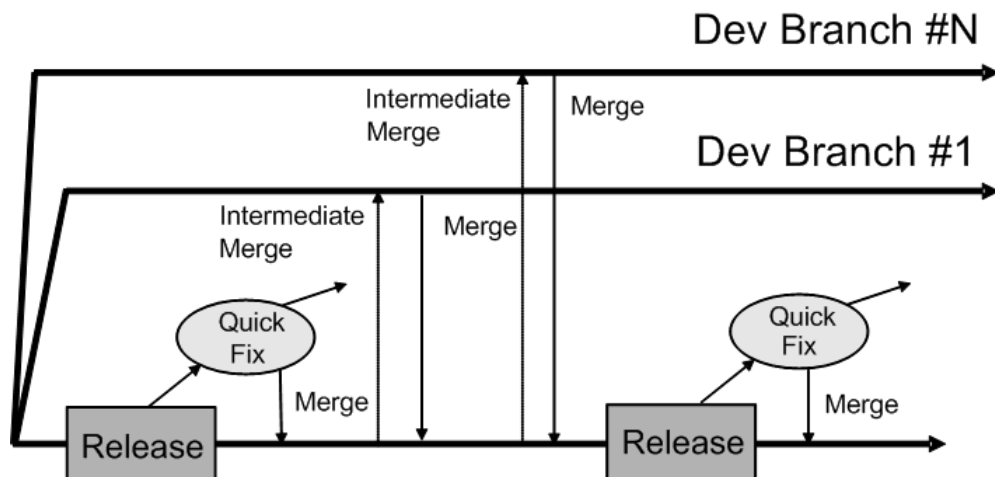 Dev Branch #N
Intermediate
Merge
Merge
Dev Branch #1
Intermediate
Merge
Merge
Quick
Fix
Merge
Release
Quick
Fix
Merge
Release